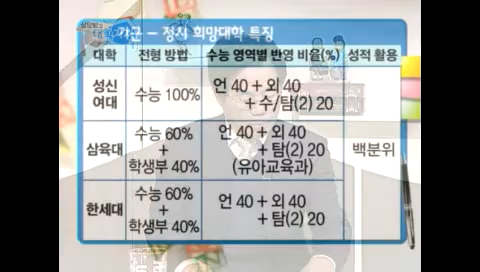 가군 - 정시 희망대학 특징
대학 전형 방법 수능 영역별 반영 비율(%) 성적 활용
성신
여대
수능 100%
언 40 + 외 40
+ 수/탐(2) 20
삼육대
수능 60%
+
학생부 40%
언 40 + 외 40
+ 탐(2) 20
(유아교육과)
백분위
한세대
수능 60%
+
학생부 40%
언 40 + 외 40
+ 탐(2) 20